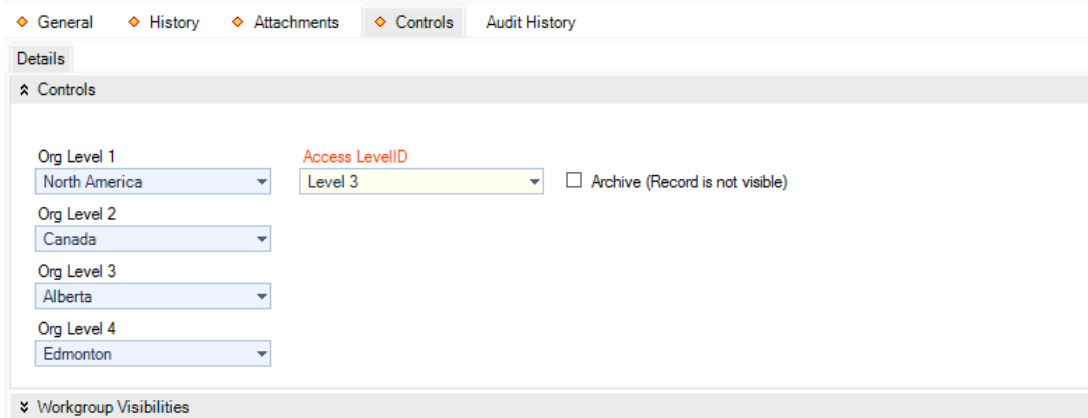 General History Attachments Controls Audit History
Details
Controls
Org Level 1 Access LevelID
North America Level 3 Archive (Record is not visible)
Org Level 2
Canada
Org Level 3
Alberta
Org Level 4
Edmonton
Workgroup Visibilities